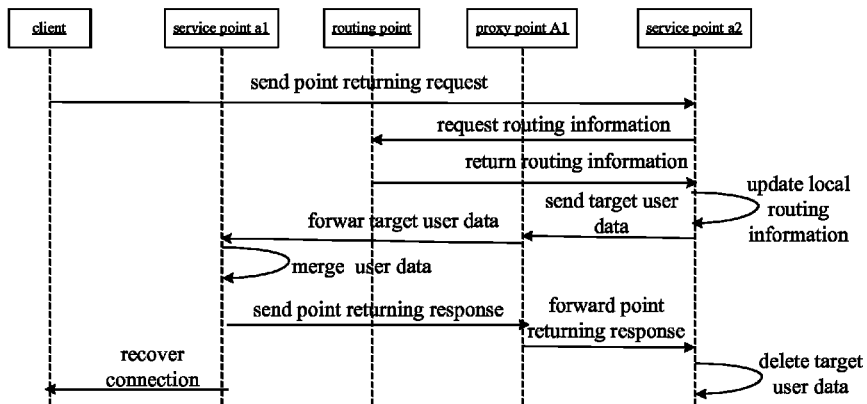 client
service point a1
routing point
proxy point A1
service point a2
send point returning request
request routing information
return routing information
update local
routing
information
send target user
data
forwar target user data
merge user data
send point returning response
forward point
returning response
recover
connection
delete target
user data